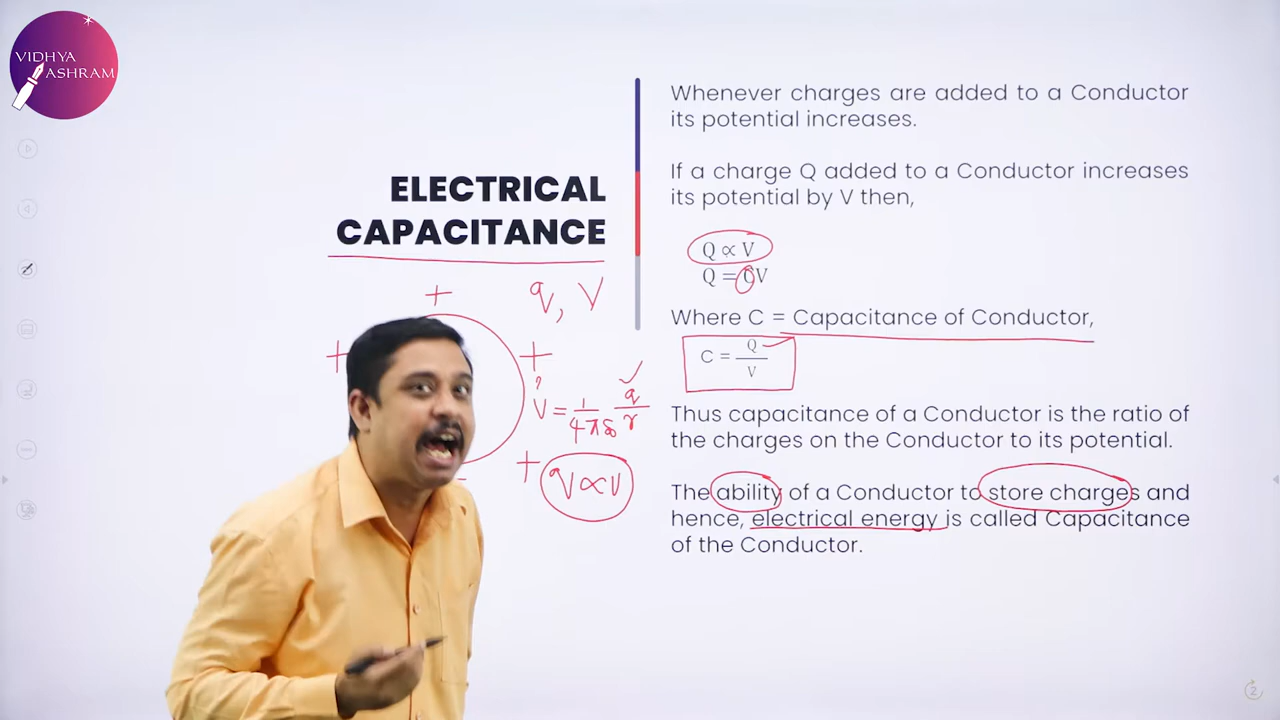 VIDHYA
ASHRAM
ELECTRICAL
CAPACITANCE
q, V
V = 1/4πε₀ q/r
q ∝ V
Whenever charges are added to a Conductor
its potential increases.
If a charge Q added to a Conductor increases
its potential by V then,
Q ∝ V
Q = CV
Where C = Capacitance of Conductor,
C = Q/V
Thus capacitance of a Conductor is the ratio of
the charges on the Conductor to its potential.
The ability of a Conductor to store charges and
hence, electrical energy is called Capacitance
of the Conductor.
2